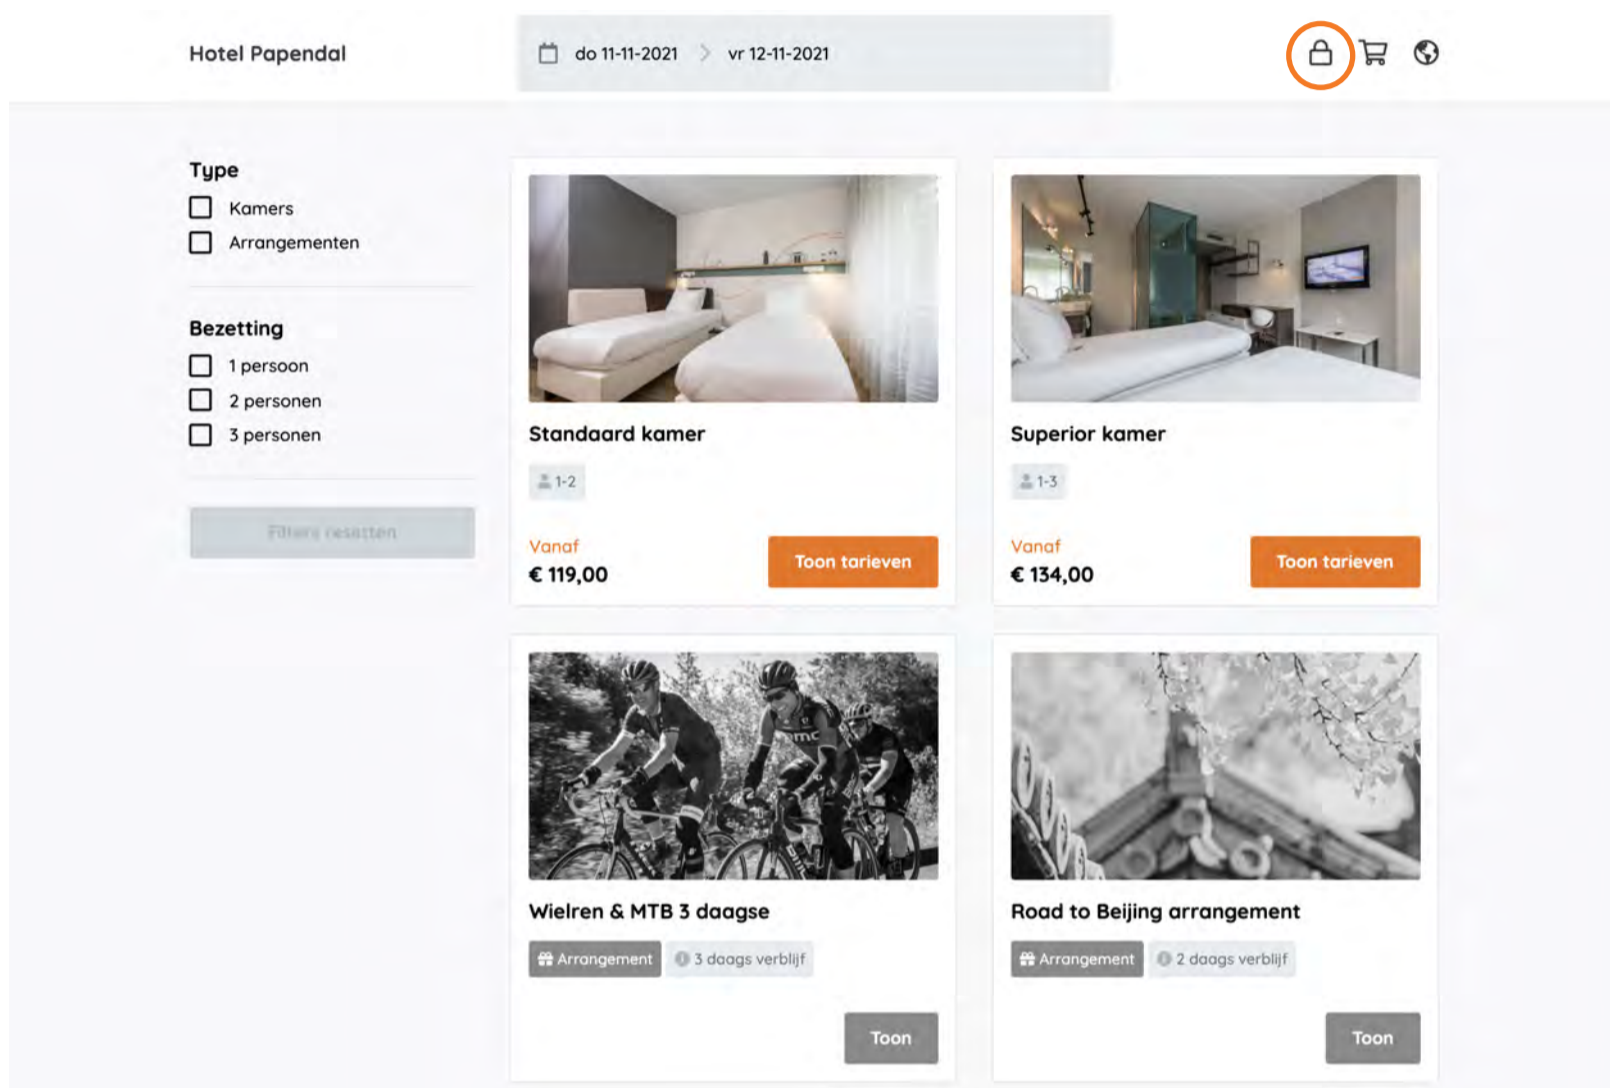 Hotel Papendal
do 11-11-2021 > vr 12-11-2021
Type
Kamers
Arrangementen
Bezetting
1 persoon
2 personen
3 personen
Filters resetten
Standaard kamer
1-2
Vanaf
€ 119,00
Toon tarieven
Superior kamer
1-3
Vanaf
€ 134,00
Toon tarieven
Wielren & MTB 3 daagse
Arrangement
3 daags verblijf
Toon
Road to Beijing arrangement
Arrangement
2 daags verblijf
Toon